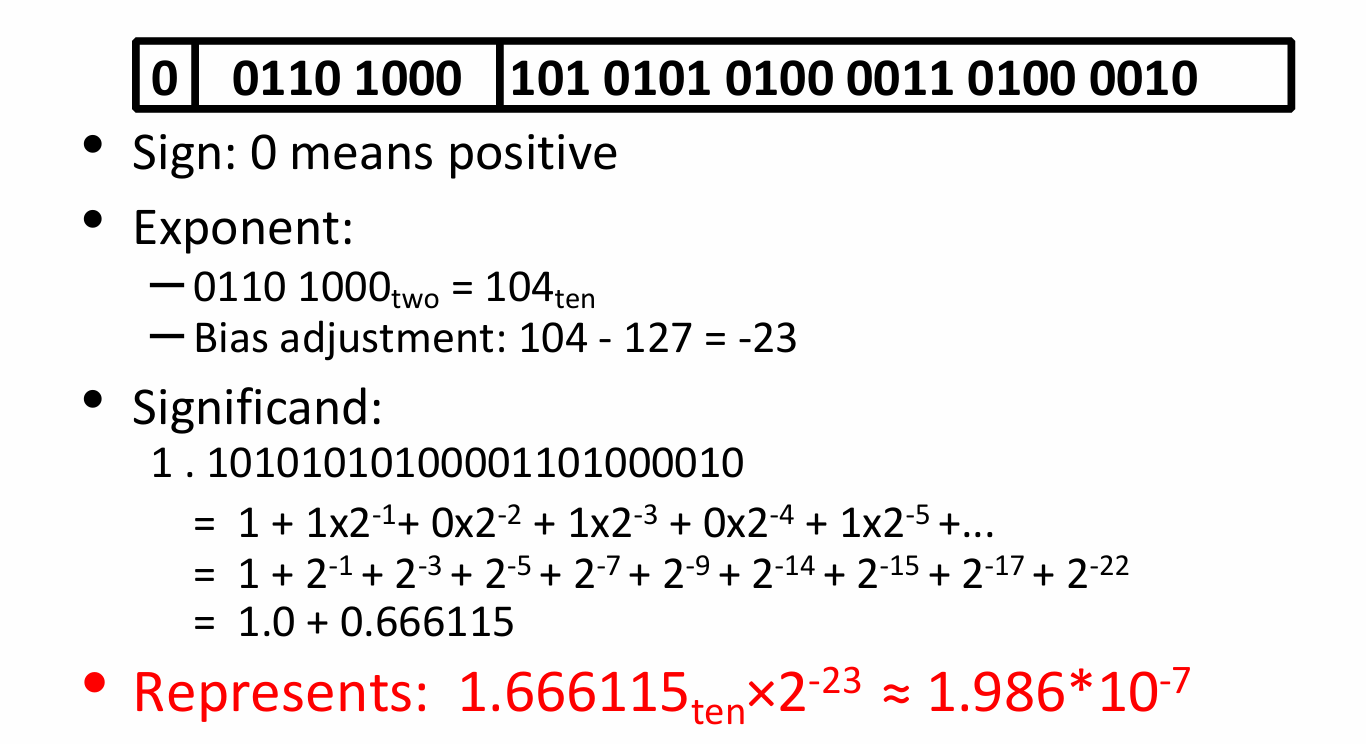 0 0110 1000 101 0101 0100 0011 0100 0010
• Sign: 0 means positive
• Exponent:
– 0110 1000two = 104ten
– Bias adjustment: 104 - 127 = -23
• Significand:
1 . 10101010100001101000010
= 1 + 1x2⁻¹+ 0x2⁻² + 1x2⁻³ + 0x2⁻⁴ + 1x2⁻⁵ +...
= 1 + 2⁻¹ + 2⁻³ + 2⁻⁵ + 2⁻⁷ + 2⁻⁹ + 2⁻¹⁴ + 2⁻¹⁵ + 2⁻¹⁷ + 2⁻²²
= 1.0 + 0.666115
• Represents: 1.666115ten×2⁻²³ ≈ 1.986*10⁻⁷